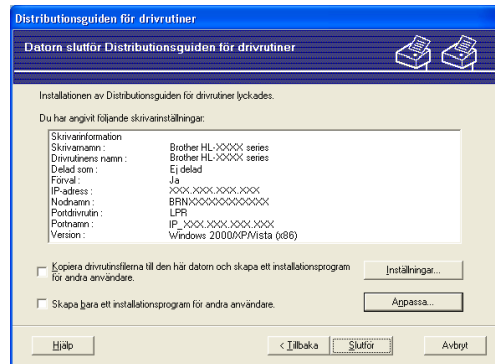 Distributionsguiden för drivrutiner
Datorn slutför Distributionsguiden för drivrutiner
Installationen av Distributionsguiden för drivrutiner lyckades.
Du har angivit följande skrivarinställningar:
Skrivarinformation
Skrivarnamn : Brother HL-XXXX series
Drivrutinens namn : Brother HL-XXXX series
Delad som : Ej delad
Förval : Ja
IP-adress : XXX.XXX.XXX.XXX
Nodnamn : BRNXXXXXXXXXXXX
Portdrivrutin : LPR
Portnamn : IP_XXX.XXX.XXX.XXX
Version : Windows 2000/XP/Vista (x86)
Kopiera drivrutinsfilerna till den här datorn och skapa ett installationsprogram
för andra användare.
Inställningar...
Skapa bara ett installationsprogram för andra användare.
Anpassa...
Hjälp
< Tillbaka
Slutför
Avbryt